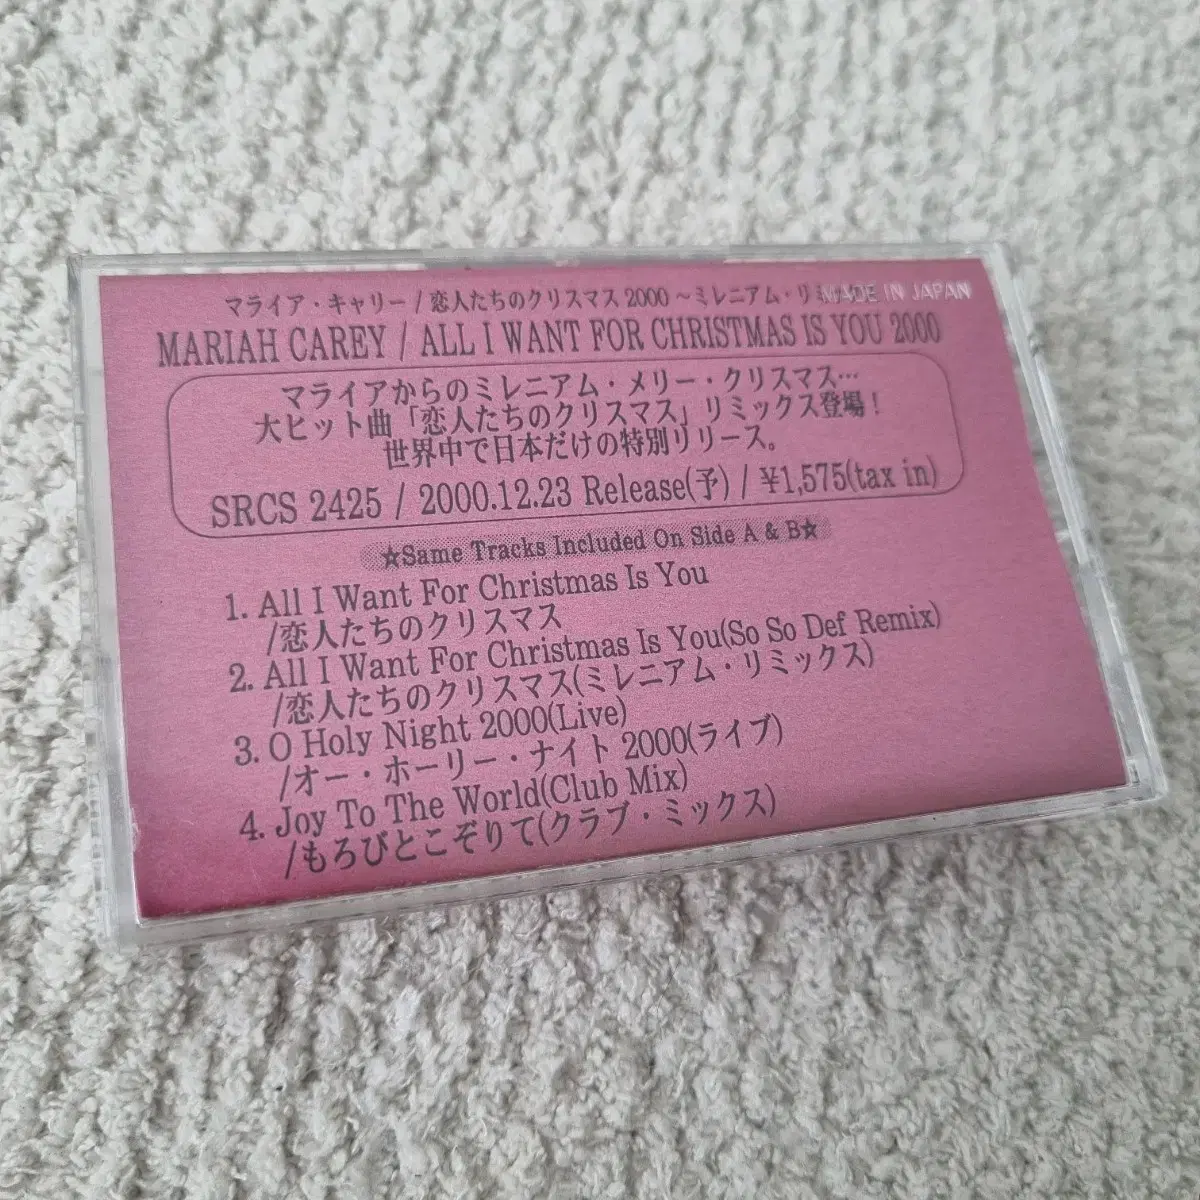 マライア・キャリー / 恋人たちのクリスマス 2000 ～ミレニアム・リミ
MADE IN JAPAN
MARIAH CAREY / ALL I WANT FOR CHRISTMAS IS YOU 2000
マライアからのミレニアム・メリー・クリスマス…
大ヒット曲「恋人たちのクリスマス」リミックス登場！
世界中で日本だけの特別リリース。
SRCS 2425 / 2000.12.23 Release(予) / ¥1,575(tax in)
☆Same Tracks Included On Side A & B☆
1. All I Want For Christmas Is You
/恋人たちのクリスマス
2. All I Want For Christmas Is You(So So Def Remix)
/恋人たちのクリスマス(ミレニアム・リミックス)
3. O Holy Night 2000(Live)
/オー・ホーリー・ナイト 2000(ライブ)
4. Joy To The World(Club Mix)
/もろびとこぞりて(クラブ・ミックス)